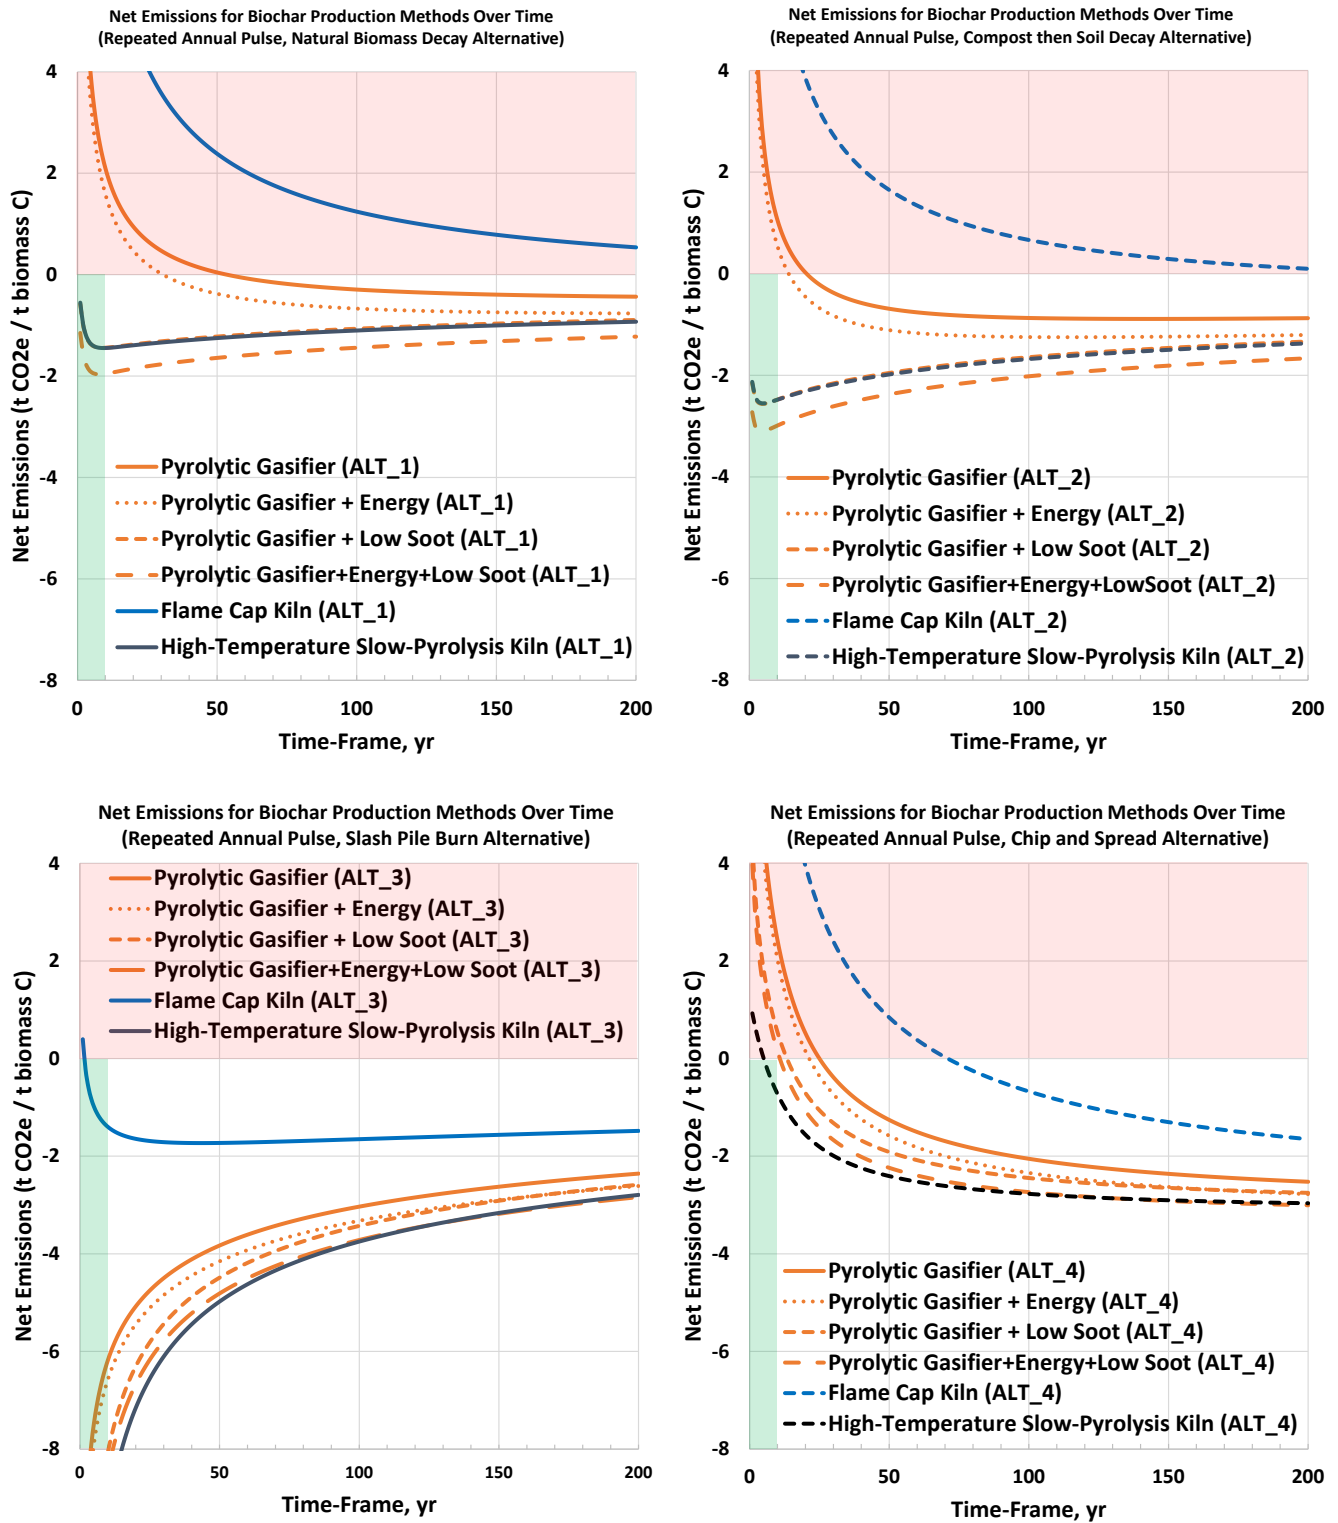 Net Emissions for Biochar Production Methods Over Time
(Repeated Annual Pulse, Natural Biomass Decay Alternative)
Net Emissions (t CO2e / t biomass C)
4
2
0
-2
-4
-6
-8
Pyrolytic Gasifier (ALT_1)
Pyrolytic Gasifier + Energy (ALT_1)
Pyrolytic Gasifier + Low Soot (ALT_1)
Pyrolytic Gasifier+Energy+Low Soot (ALT_1)
Flame Cap Kiln (ALT_1)
High-Temperature Slow-Pyrolysis Kiln (ALT_1)
0 50 100 150 200
Time-Frame, yr
Net Emissions for Biochar Production Methods Over Time
(Repeated Annual Pulse, Compost then Soil Decay Alternative)
Net Emissions (t CO2e / t biomass C)
4
2
0
-2
-4
-6
-8
Pyrolytic Gasifier (ALT_2)
Pyrolytic Gasifier + Energy (ALT_2)
Pyrolytic Gasifier + Low Soot (ALT_2)
Pyrolytic Gasifier+Energy+LowSoot (ALT_2)
Flame Cap Kiln (ALT_2)
High-Temperature Slow-Pyrolysis Kiln (ALT_2)
0 50 100 150 200
Time-Frame, yr
Net Emissions for Biochar Production Methods Over Time
(Repeated Annual Pulse, Slash Pile Burn Alternative)
Net Emissions (t CO2e / t biomass C)
4
2
0
-2
-4
-6
-8
Pyrolytic Gasifier (ALT_3)
Pyrolytic Gasifier + Energy (ALT_3)
Pyrolytic Gasifier + Low Soot (ALT_3)
Pyrolytic Gasifier+Energy+Low Soot (ALT_3)
Flame Cap Kiln (ALT_3)
High-Temperature Slow-Pyrolysis Kiln (ALT_3)
0 50 100 150 200
Time-Frame, yr
Net Emissions for Biochar Production Methods Over Time
(Repeated Annual Pulse, Chip and Spread Alternative)
Net Emissions (t CO2e / t biomass C)
4
2
0
-2
-4
-6
-8
Pyrolytic Gasifier (ALT_4)
Pyrolytic Gasifier + Energy (ALT_4)
Pyrolytic Gasifier + Low Soot (ALT_4)
Pyrolytic Gasifier+Energy+Low Soot (ALT_4)
Flame Cap Kiln (ALT_4)
High-Temperature Slow-Pyrolysis Kiln (ALT_4)
0 50 100 150 200
Time-Frame, yr